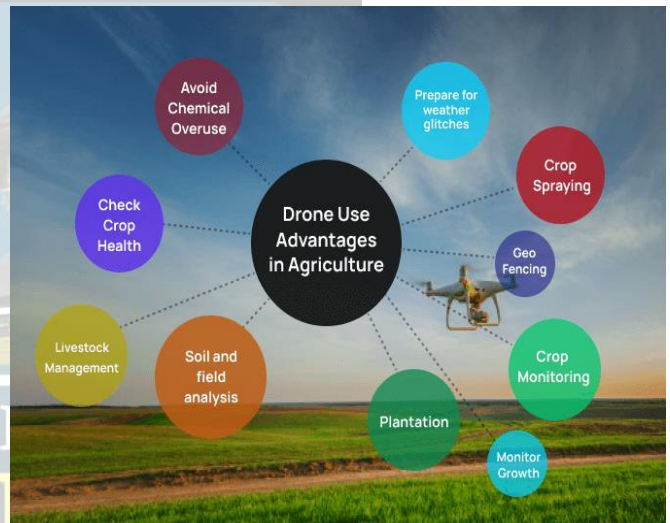 Avoid
Chemical
Overuse
Prepare for
weather
glitches
Crop
Spraying
Check
Crop
Health
Drone Use
Advantages
in Agriculture
Geo
Fencing
Livestock
Management
Soil and
field
analysis
Crop
Monitoring
Plantation
Monitor
Growth